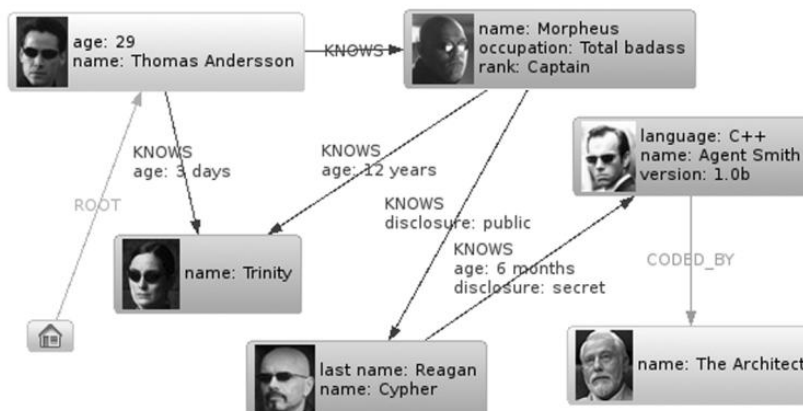 age: 29
name: Thomas Andersson
KNOWS
name: Morpheus
occupation: Total badass
rank: Captain
KNOWS
age: 3 days
KNOWS
age: 12 years
language: C++
name: Agent Smith
version: 1.0b
ROOT
KNOWS
disclosure: public
name: Trinity
KNOWS
age: 6 months
disclosure: secret
CODED_BY
last name: Reagan
name: Cypher
name: The Architect